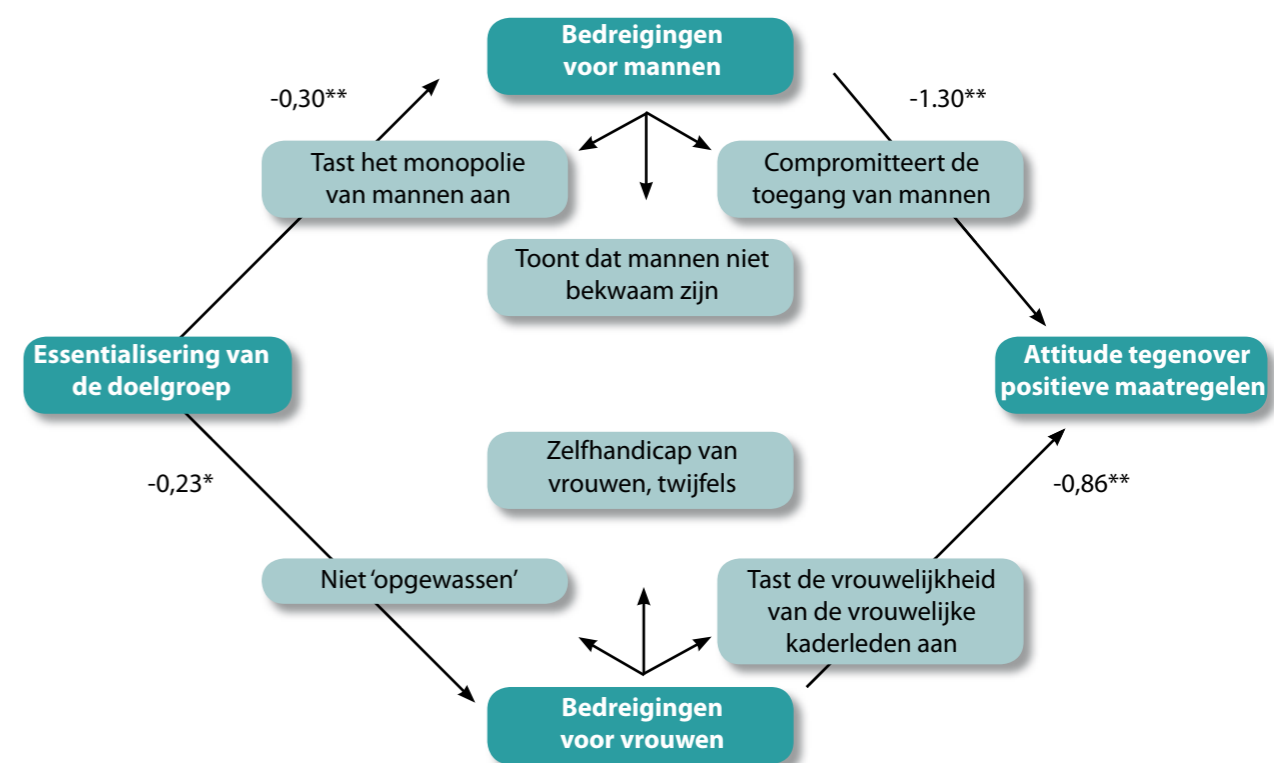 Bedreigingen
voor mannen
-0,30**
-1.30**
Tast het monopolie
van mannen aan
Compromitteert de
toegang van mannen
Toont dat mannen niet
bekwaam zijn
Essentialisering van
de doelgroep
Attitude tegenover
positieve maatregelen
Zelfhandicap van
vrouwen, twijfels
-0,23*
-0,86**
Niet ‘opgewassen’
Tast de vrouwelijkheid
van de vrouwelijke
kaderleden aan
Bedreigingen
voor vrouwen